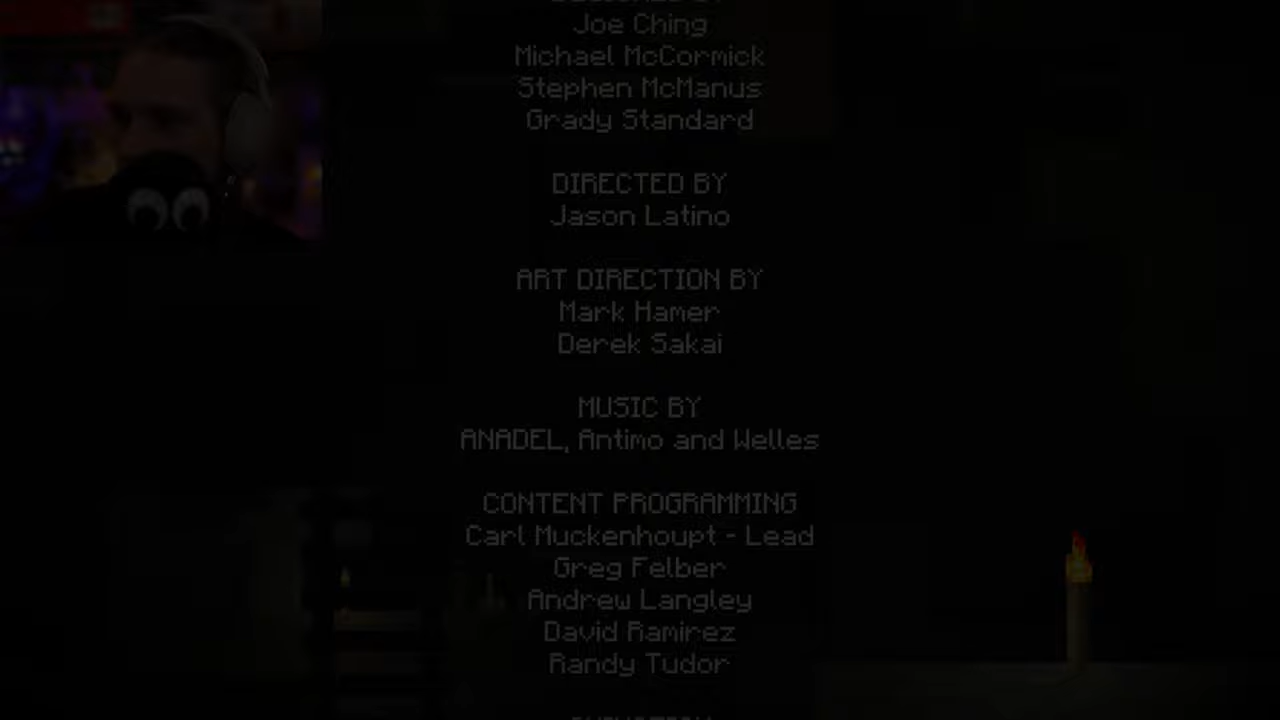 Joe Ching
Michael McCormick
Stephen McManus
Grady Standard
DIRECTED BY
Jason Latino
ART DIRECTION BY
Mark Hamer
Derek Sakai
MUSIC BY
ANADEL, Antimo and Welles
CONTENT PROGRAMMING
Carl Muckenhoupt - Lead
Greg Felber
Andrew Langley
David Ramirez
Randy Tudor